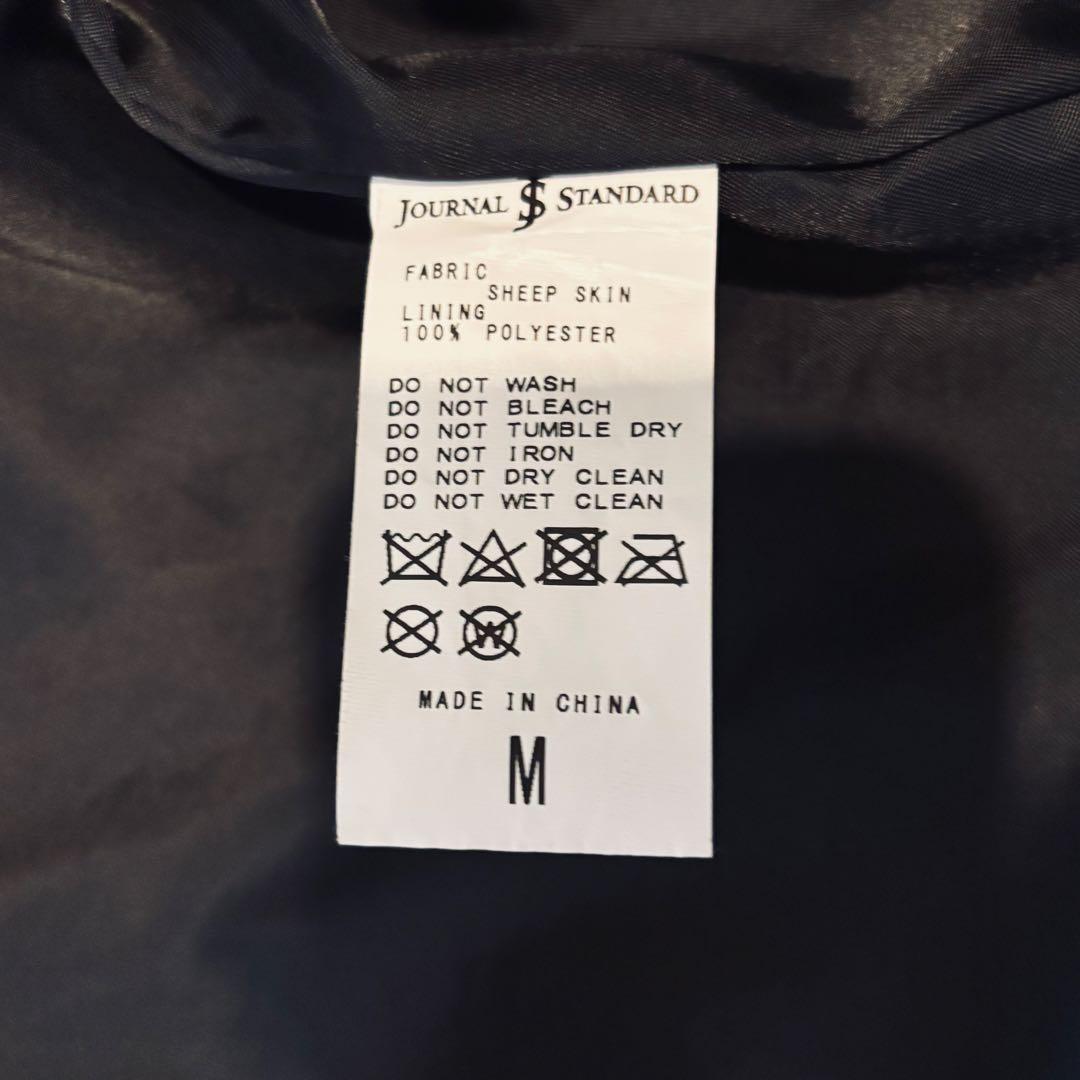 JOURNAL JS STANDARD
FABRIC
SHEEP SKIN
LINING
100% POLYESTER
DO NOT WASH
DO NOT BLEACH
DO NOT TUMBLE DRY
DO NOT IRON
DO NOT DRY CLEAN
DO NOT WET CLEAN
W
MADE IN CHINA
M